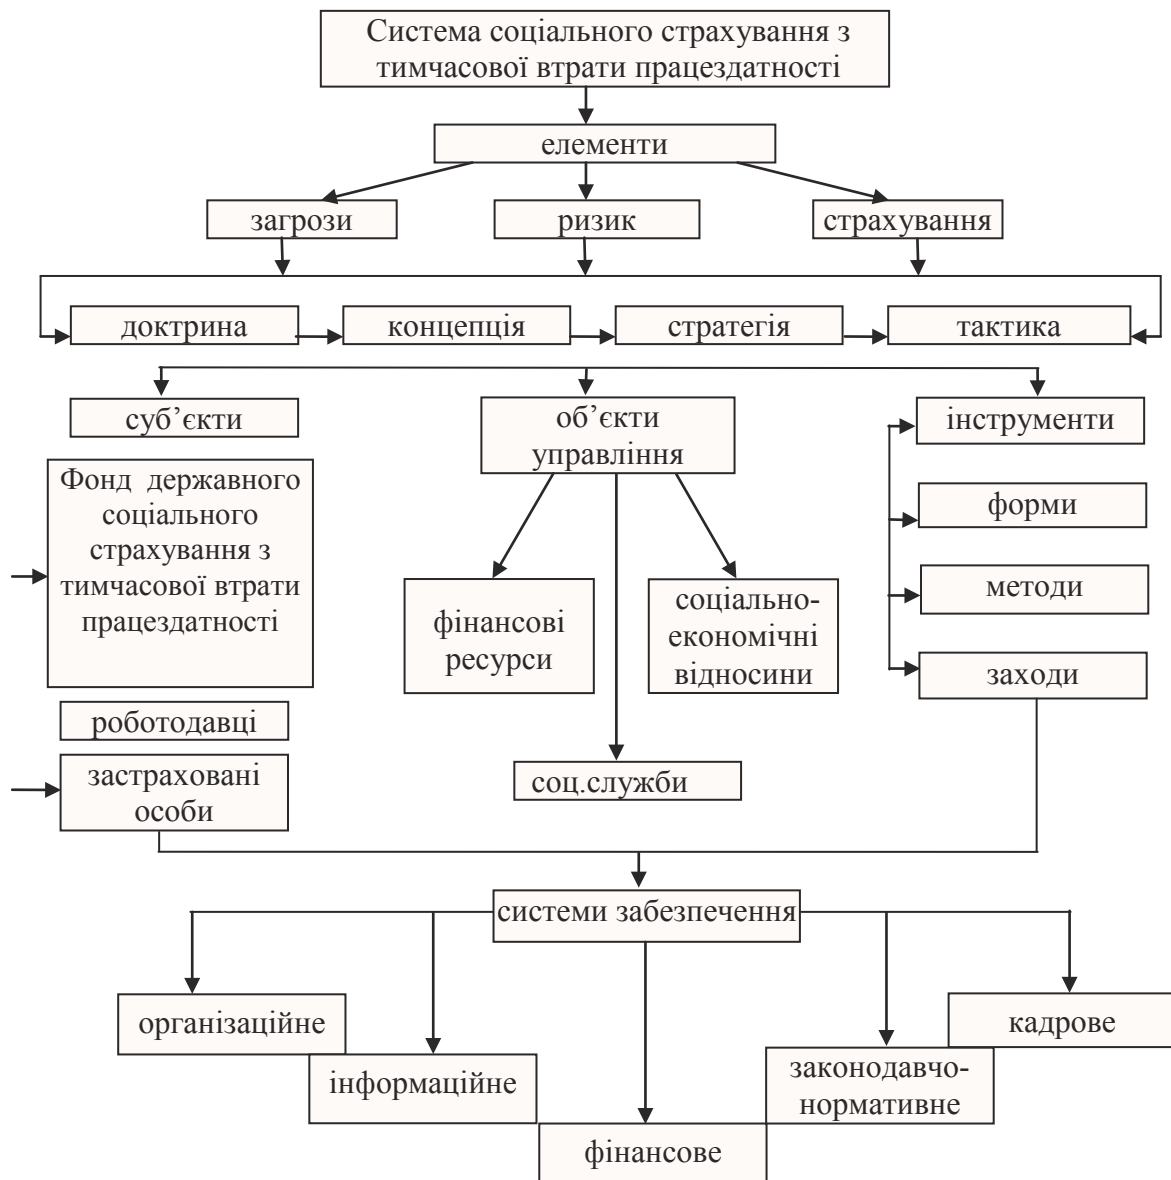 Система соціального страхування з
тимчасової втрати працездатності
елементи
загрози
ризик
страхування
доктрина
концепція
стратегія
тактика
суб’єкти
об’єкти
управління
інструменти
Фонд державного
соціального
страхування з
тимчасової втрати
працездатності
форми
методи
фінансові
ресурси
соціально-
економічні
відносини
заходи
роботодавці
застраховані
особи
соц.служби
системи забезпечення
організаційне
кадрове
інформаційне
законодавчо-
нормативне
фінансове